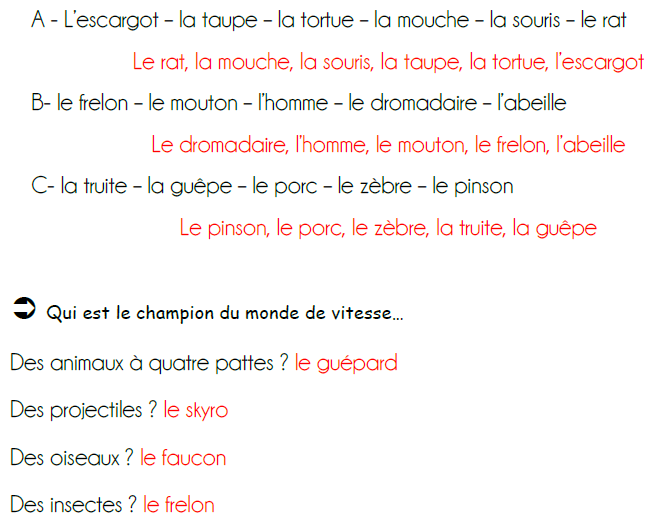 A - L'escargot – la taupe – la tortue – la mouche – la souris – le rat
Le rat, la mouche, la souris, la taupe, la tortue, l'escargot
B- le frelon – le mouton – l'homme – le dromadaire – l'abeille
Le dromadaire, l'homme, le mouton, le frelon, l'abeille
C- la truite – la guêpe – le porc – le zèbre – le pinson
Le pinson, le porc, le zèbre, la truite, la guêpe
➲ Qui est le champion du monde de vitesse…
Des animaux à quatre pattes ? le guépard
Des projectiles ? le skyro
Des oiseaux ? le faucon
Des insectes ? le frelon